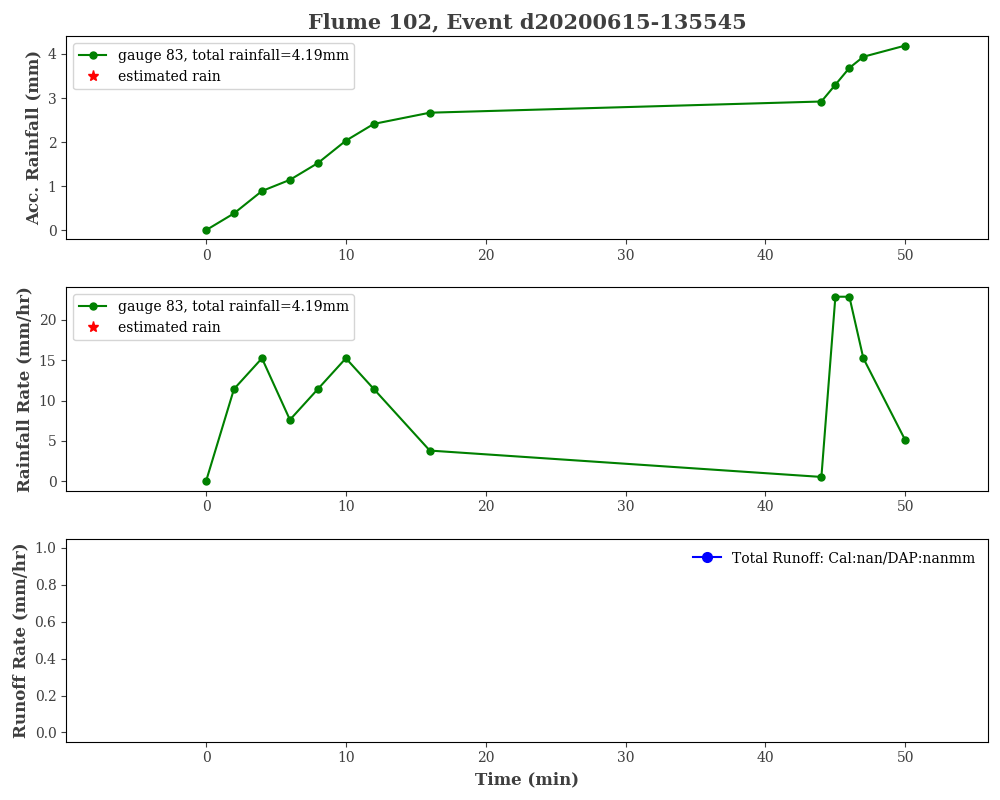 Flume 102, Event d20200615-135545
Acc. Rainfall (mm)
4
3
2
1
0
gauge 83, total rainfall=4.19mm
estimated rain
0 10 20 30 40 50
Rainfall Rate (mm/hr)
20
15
10
5
0
gauge 83, total rainfall=4.19mm
estimated rain
0 10 20 30 40 50
Runoff Rate (mm/hr)
1.0
0.8
0.6
0.4
0.2
0.0
Total Runoff: Cal:nan/DAP:nanmm
0 10 20 30 40 50
Time (min)